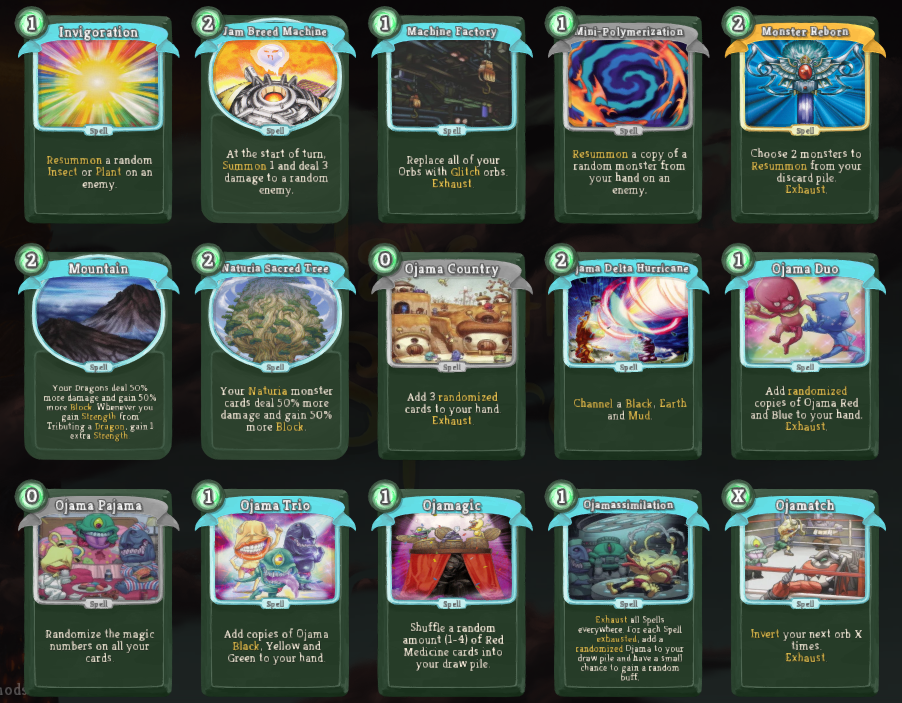 1
Invigoration
Spell
Resummon a random
Insect or Plant on an
enemy.
2
Jam Breed Machine
Spell
At the start of turn,
Summon 1 and deal 3
damage to a random
enemy.
1
Machine Factory
Spell
Replace all of your
Orbs with Glitch orbs.
Exhaust
1
Mini-Polymerization
Spell
Resummon a copy of a
random monster from
your hand on an
enemy.
2
Monster Reborn
Spell
Choose 2 monsters to
Resummon from your
discard pile.
Exhaust.
2
Mountain
Spell
Your Dragons deal 50%
more damage and gain 50%
more Block. Whenever you
gain Strength from
Tributing a Dragon, gain 1
extra Strength
2
Naturia Sacred Tree
Spell
Your Naturia monster
cards deal 50% more
damage and gain 50%
more Block.
0
Ojama Country
Spell
Add 3 randomized
cards to your hand.
Exhaust
2
jama Delta Hurricane
Spell
Channel a Black, Earth
and Mud.
1
Ojama Duo
Spell
Add randomized
copies of Ojama Red
and Blue to your hand.
Exhaust.
0
Ojama Pajama
Spell
Randomize the magic
numbers on all your
cards.
1
Ojama Trio
Spell
Add copies of Ojama
Black, Yellow and
Green to your hand.
1
Ojamagic
Spell
Shuffle a random
amount (1-4) of Red
Medicine cards into
your draw pile
1
Ojamassimilation
Spell
Exhaust all Spells
everywhere. For each Spell
exhausted, add a
randomized Ojama to your
draw pile and have a small
chance to gain a random
buff.
X
Ojamatch
Spell
Invert your next orb X
times.
Exhaust
nods